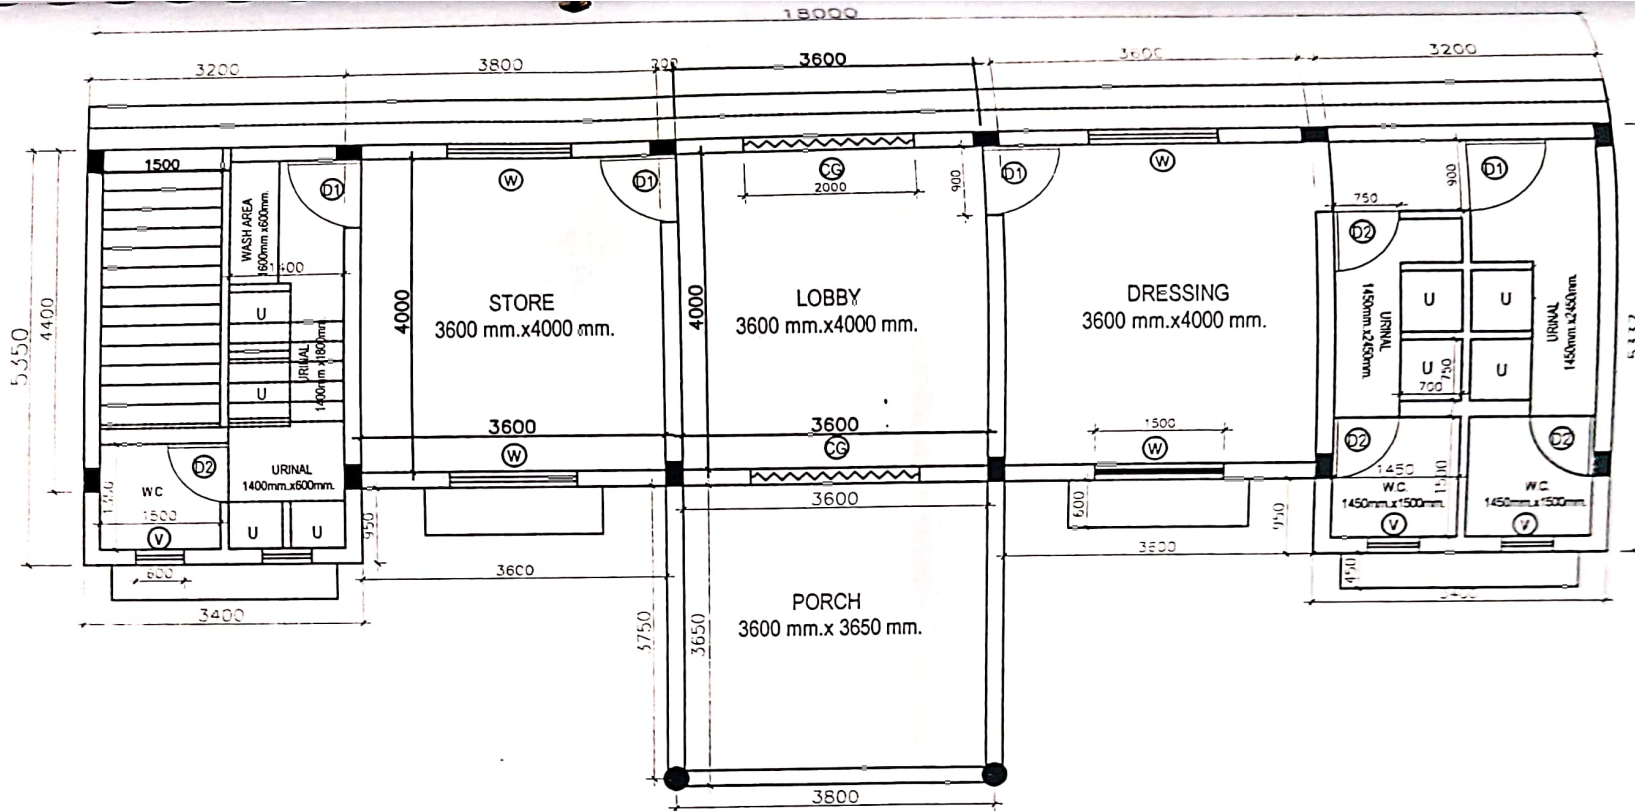 18000
3200
3800
200
3600
3600
3200
1500
D1
W
D1
CG
2000
900
D1
W
750
900
D1
WASH AREA
1600mm.x600mm.
1400
D2
5350
4400
4000
STORE
3600 mm.x4000 mm.
4000
LOBBY
3600 mm.x4000 mm.
DRESSING
3600 mm.x4000 mm.
U
U
URINAL
1400mm.x1800mm.
URINAL
1450mm.x2450mm.
U
U
U
U
700
750
URINAL
1450mm.x2450mm.
3600
W
3600
CG
1500
W
D2
D2
D2
WC
1500
V
URINAL
1400mm.x600mm.
U
U
950
3600
600
950
1450
1500
W.C.
1450mm.x1500mm.
V
W.C.
1450mm.x1500mm.
V
600
3400
3600
3600
450
3750
3650
PORCH
3600 mm.x 3650 mm.
3800